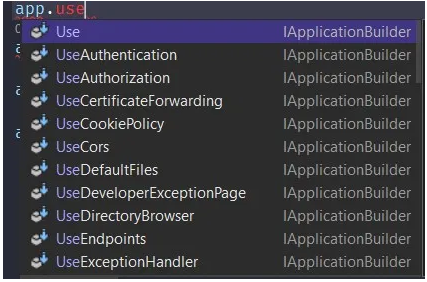 app.use
Use IApplicationBuilder
UseAuthentication IApplicationBuilder
UseAuthorization IApplicationBuilder
UseCertificateForwarding IApplicationBuilder
UseCookiePolicy IApplicationBuilder
UseCors IApplicationBuilder
UseDefaultFiles IApplicationBuilder
UseDeveloperExceptionPage IApplicationBuilder
UseDirectoryBrowser IApplicationBuilder
UseEndpoints IApplicationBuilder
UseExceptionHandler IApplicationBuilder